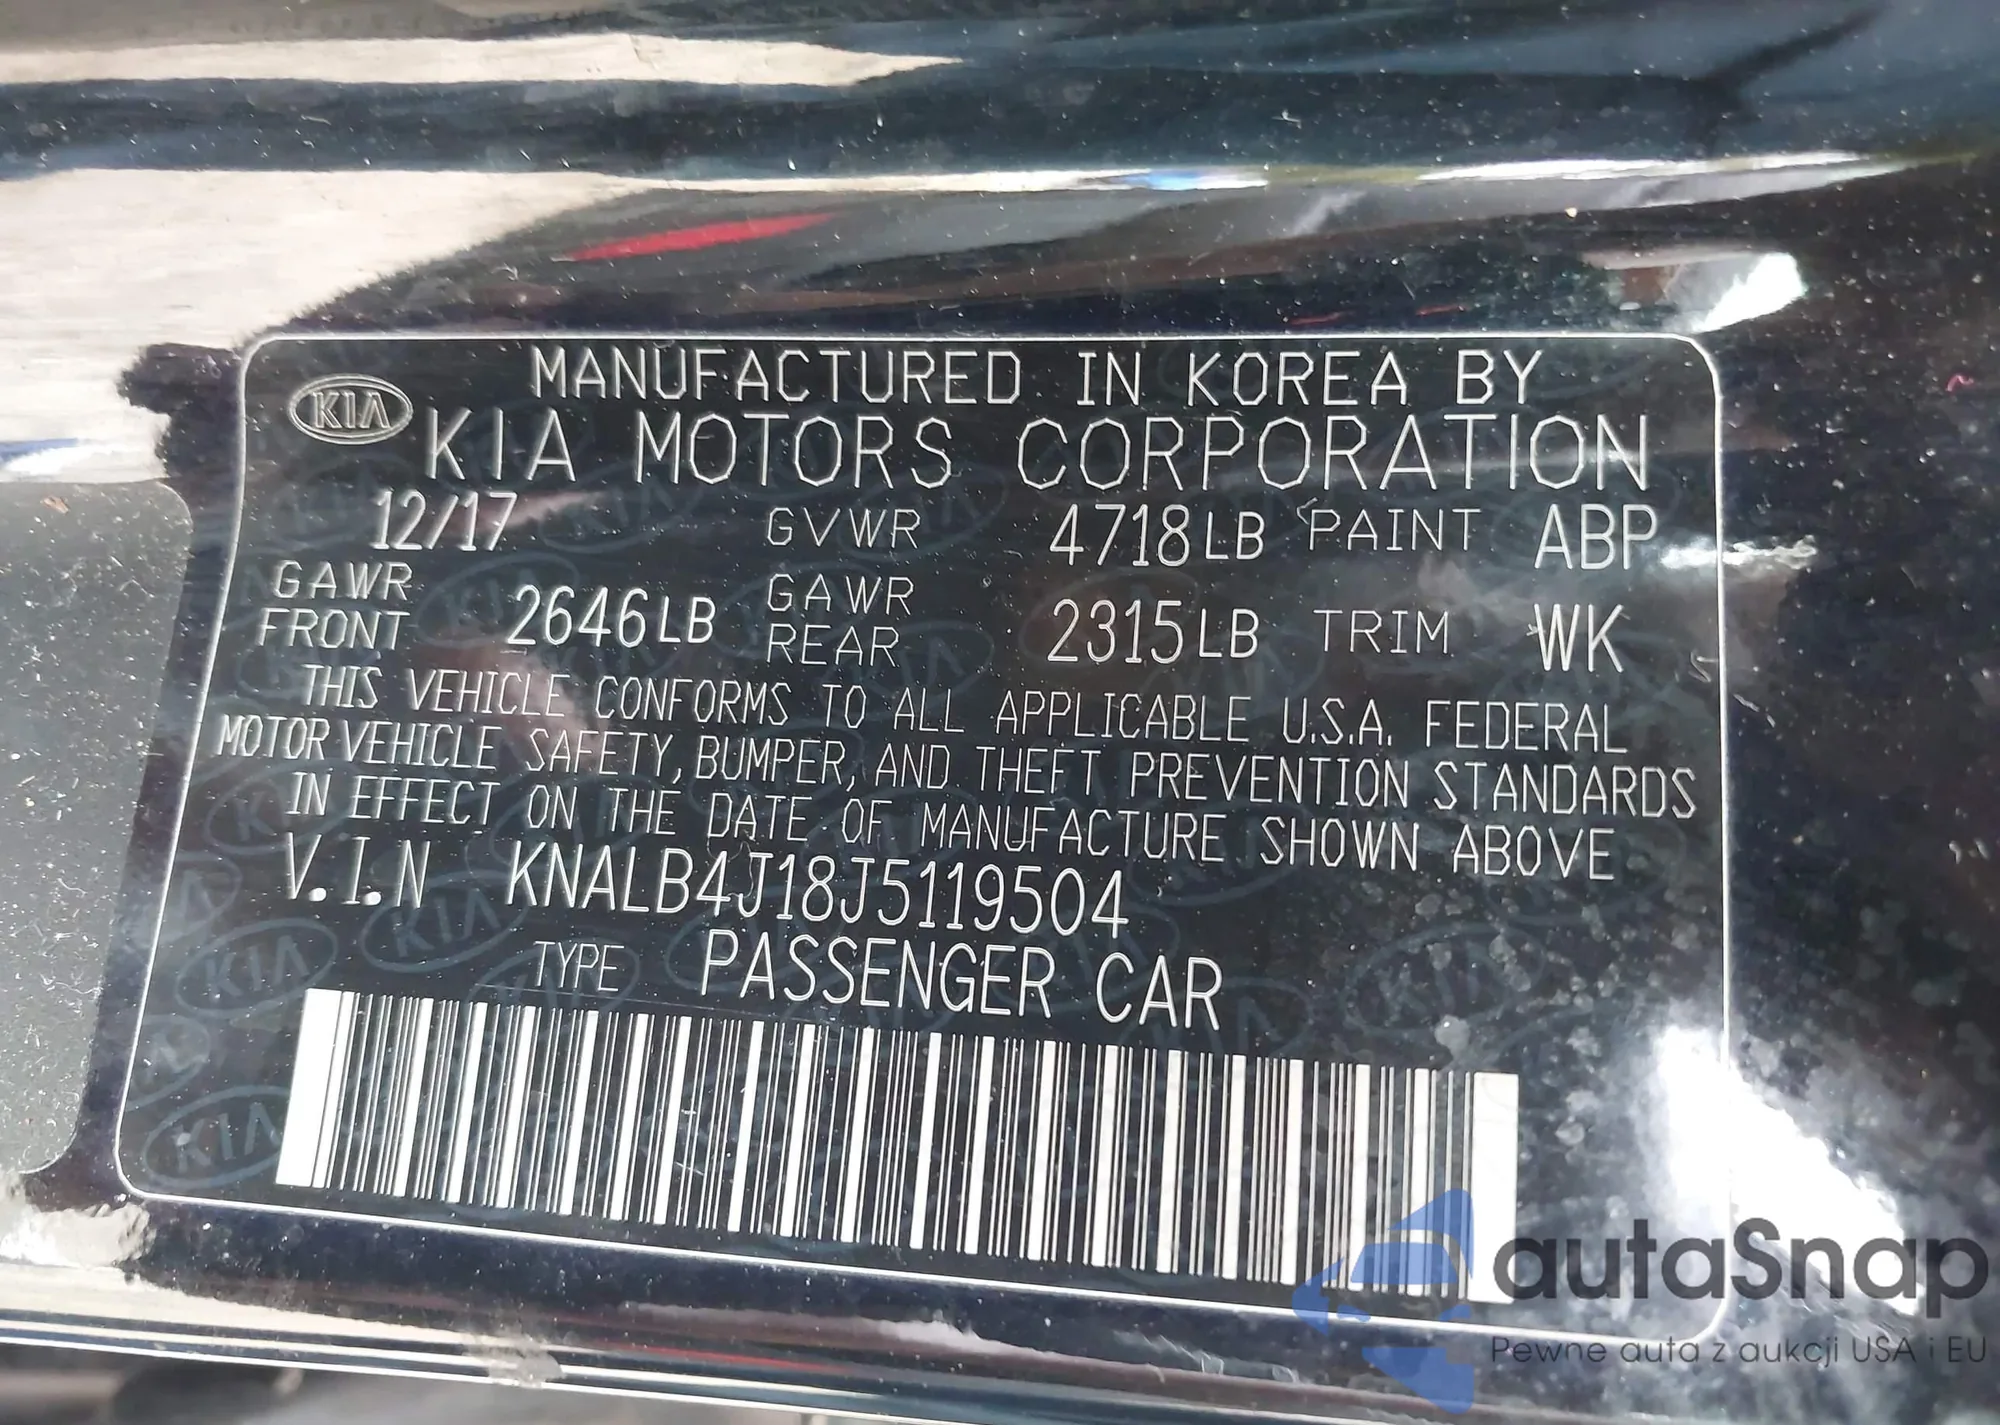 MANUFACTURED IN KOREA BY
KIA KIA MOTORS CORPORATION
12/17 GVWR 4718LB PAINT ABP
GAWR FRONT 2646LB GAWR REAR 2315LB TRIM WK
THIS VEHICLE CONFORMS TO ALL APPLICABLE U.S.A. FEDERAL
MOTOR VEHICLE SAFETY, BUMPER, AND THEFT PREVENTION STANDARDS
IN EFFECT ON THE DATE OF MANUFACTURE SHOWN ABOVE
V.I.N KNALB4J18J5119504
TYPE PASSENGER CAR
autaSnap
Pewne auta z aukcji USA i EU